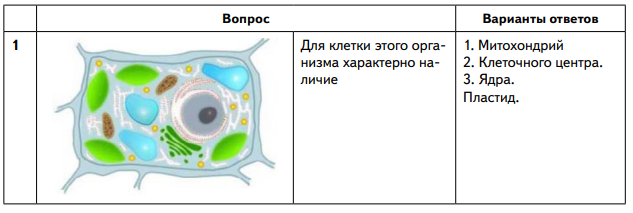 Вопрос
Варианты ответов
1
Для клетки этого орга-
низма характерно на-
личие
1. Митохондрий
2. Клеточного центра.
3. Ядра.
Пластид.